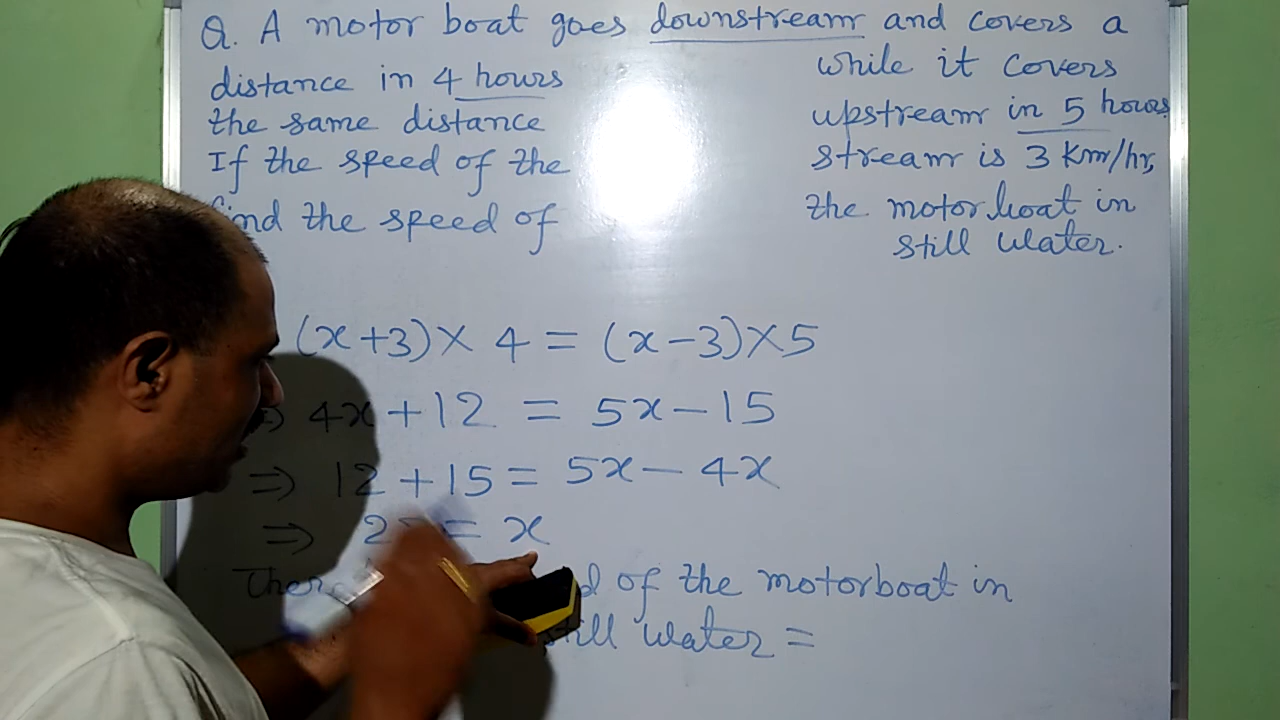 Q. A motor boat goes downstream and covers a
distance in 4 hours while it covers
the same distance upstream in 5 hours
If the speed of the stream is 3 Km/hr,
find the speed of the motorboat in
still water.
(x+3)×4 = (x-3)×5
⇒ 4x+12 = 5x-15
⇒ 12+15 = 5x-4x
⇒ = x
of the motorboat in
still water =